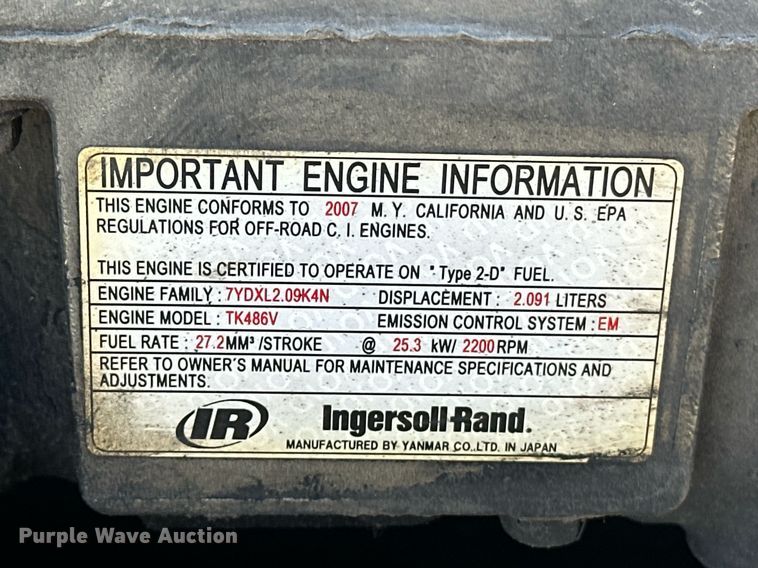 IMPORTANT ENGINE INFORMATION
THIS ENGINE CONFORMS TO 2007 M.Y. CALIFORNIA AND U.S. EPA
REGULATIONS FOR OFF-ROAD C.I. ENGINES.
THIS ENGINE IS CERTIFIED TO OPERATE ON " Type 2-D" FUEL.
ENGINE FAMILY : 7YDXL2.09K4N DISPLACEMENT : 2.091 LITERS
ENGINE MODEL : TK486V EMISSION CONTROL SYSTEM : EM
FUEL RATE : 27.2MM³ /STROKE @ 25.3 kW/ 2200RPM
REFER TO OWNER'S MANUAL FOR MAINTENANCE SPECIFICATIONS AND
ADJUSTMENTS.
IR Ingersoll-Rand.
MANUFACTURED BY YANMAR CO.,LTD. IN JAPAN
Purple Wave Auction